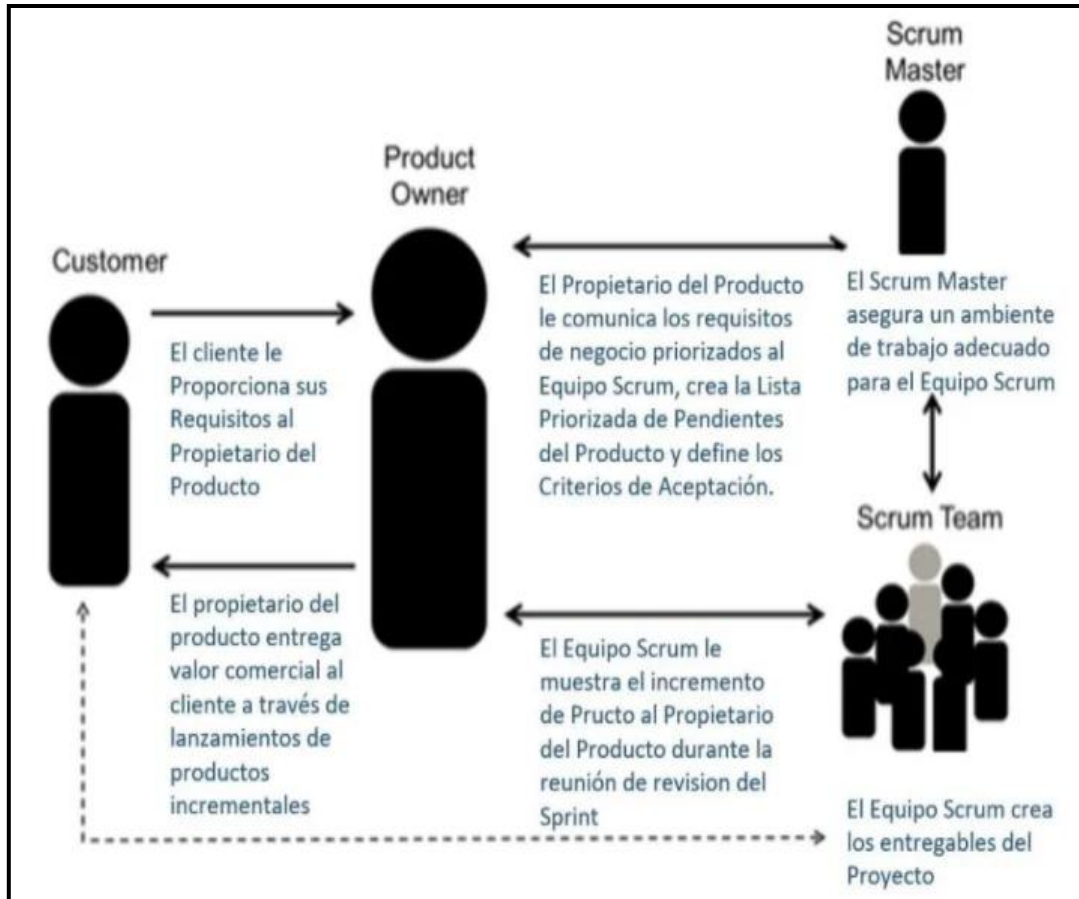 Scrum
Master
Product
Owner
Customer
El cliente le
Proporciona sus
Requisitos al
Propietario del
Producto
El Propietario del Producto
le comunica los requisitos
de negocio priorizados al
Equipo Scrum, crea la Lista
Priorizada de Pendientes
del Producto y define los
Criterios de Aceptación.
El Scrum Master
asegura un ambiente
de trabajo adecuado
para el Equipo Scrum
Scrum Team
El propietario del
producto entrega
valor comercial al
cliente a través de
lanzamientos de
productos
incrementales
El Equipo Scrum le
muestra el incremento
de Pructo al Propietario
del Producto durante la
reunión de revision del
Sprint
El Equipo Scrum crea
los entregables del
Proyecto